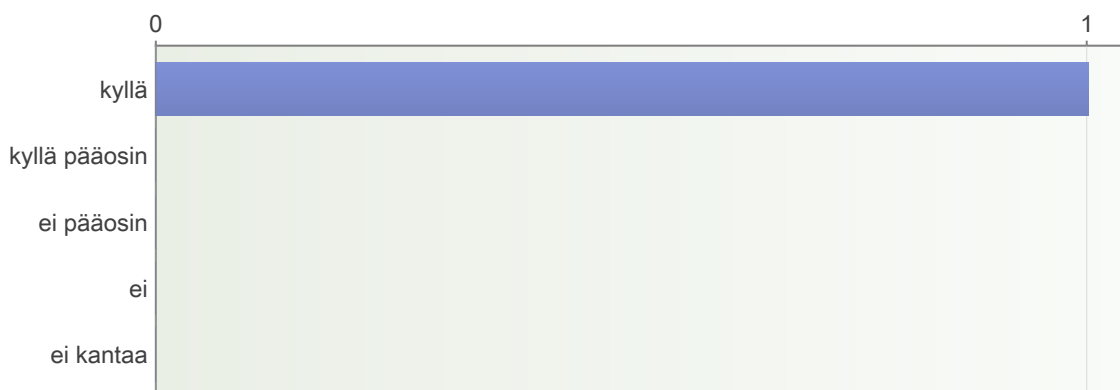 0 1
kyllä
kyllä pääosin
ei pääosin
ei
ei kantaa